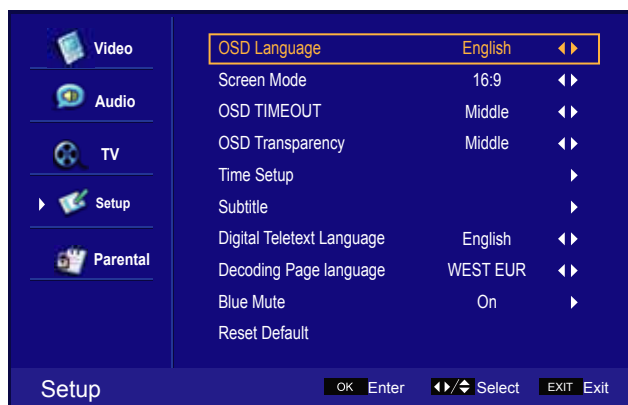 Video
Audio
TV
Setup
Parental
OSD Language English
Screen Mode 16:9
OSD TIMEOUT Middle
OSD Transparency Middle
Time Setup
Subtitle
Digital Teletext Language English
Decoding Page language WEST EUR
Blue Mute On
Reset Default
Setup OK Enter Select EXIT Exit